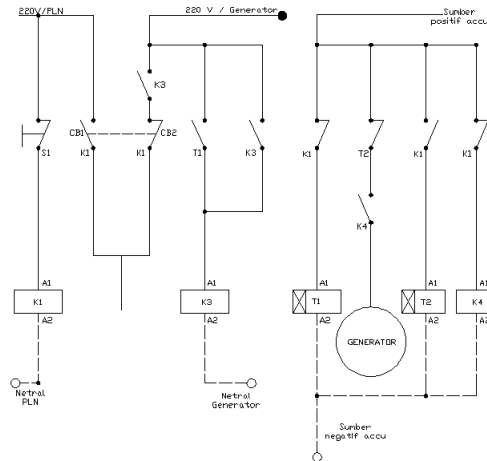 220V/PLN
220 V / Generator
Sumber
positif accu
K3
S1
CB1
K1
K1
CB2
T1
K3
K1
T2
K1
K1
K4
A1
K1
A2
A1
K3
A2
A1
T1
A2
GENERATOR
A1
T2
A2
A1
K4
A2
Netral
PLN
Netral
Generator
Sumber
negatif accu